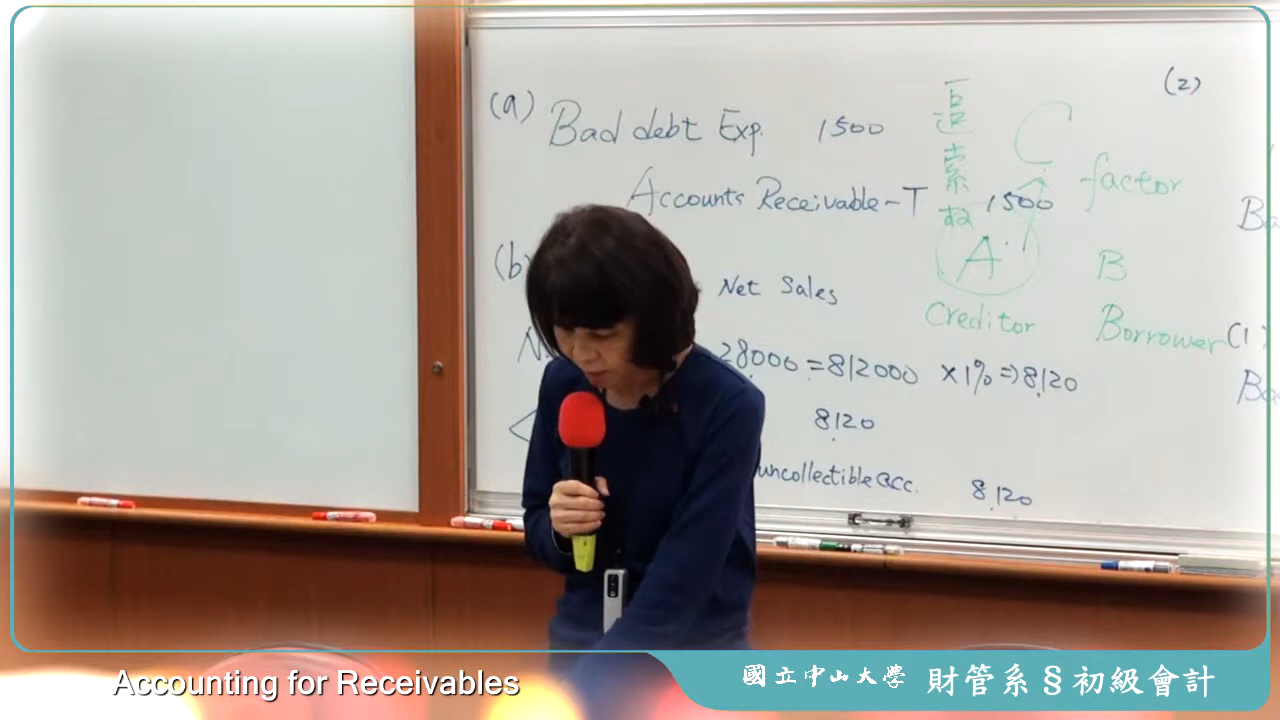 (a) Bad debt Exp. 1500
Accounts Receivable-T 1500
(b)
Net Sales
28000 = 812000 ×1% ⇒ 8120
8120
uncollectible acc. 8120
追索權
C
factor
A
B
creditor
Borrower
(2)
(1)
Accounting for Receivables
國立中山大學 財管系§初級會計